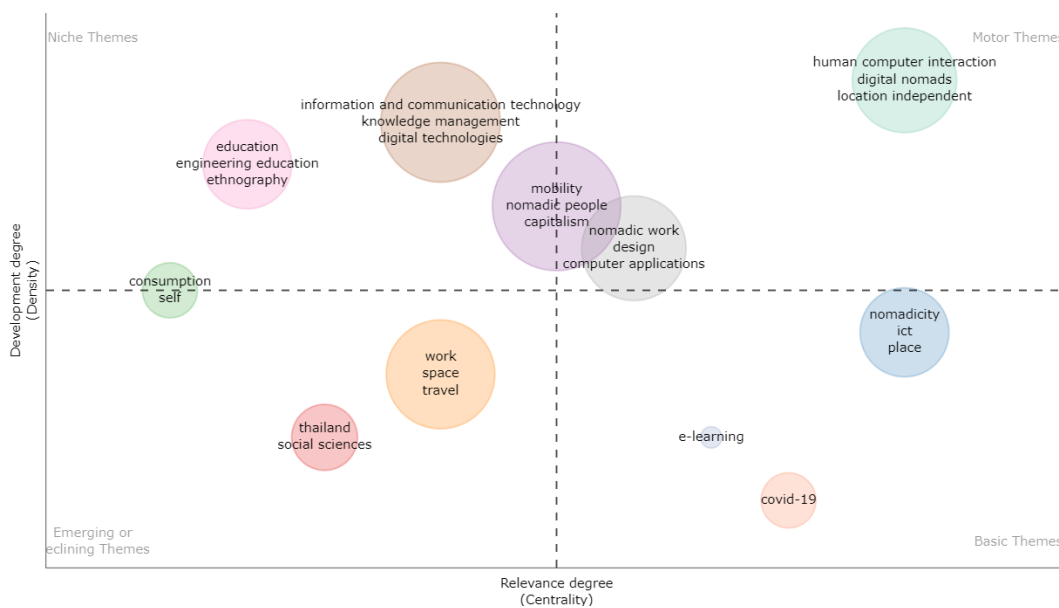 Niche Themes
Motor Themes
human computer interaction
digital nomads
location independent
information and communication technology
knowledge management
digital technologies
education
engineering education
ethnography
mobility
nomadic people
capitalism
nomadic work
design
computer applications
consumption
self
nomadicity
ict
place
work
space
travel
thailand
social sciences
e-learning
covid-19
Emerging or
eclining Themes
Basic Themes
Development degree
(Density)
Relevance degree
(Centrality)